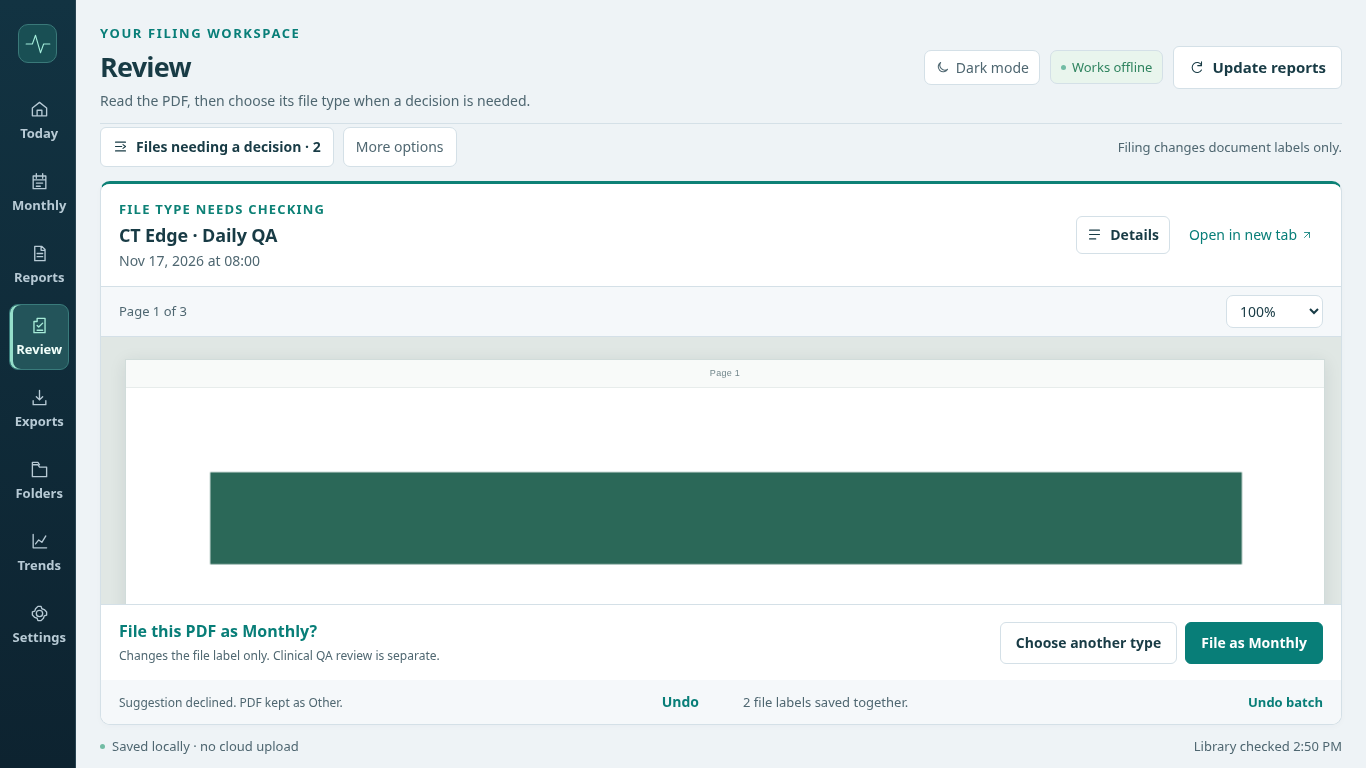 YOUR FILING WORKSPACE
Review
Read the PDF, then choose its file type when a decision is needed.
Dark mode
Works offline
Update reports
Today
Monthly
Reports
Review
Exports
Folders
Trends
Settings
Files needing a decision · 2
More options
Filing changes document labels only.
FILE TYPE NEEDS CHECKING
CT Edge · Daily QA
Nov 17, 2026 at 08:00
Details
Open in new tab
Page 1 of 3
100%
Page 1
File this PDF as Monthly?
Changes the file label only. Clinical QA review is separate.
Choose another type
File as Monthly
Suggestion declined. PDF kept as Other.
Undo
2 file labels saved together.
Undo batch
Saved locally · no cloud upload
Library checked 2:50 PM